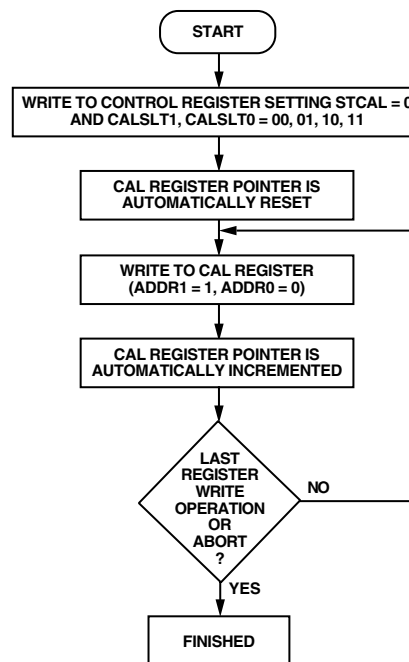 START
WRITE TO CONTROL REGISTER SETTING STCAL = 0
AND CALSLT1, CALSLT0 = 00, 01, 10, 11
CAL REGISTER POINTER IS
AUTOMATICALLY RESET
WRITE TO CAL REGISTER
(ADDR1 = 1, ADDR0 = 0)
CAL REGISTER POINTER IS
AUTOMATICALLY INCREMENTED
LAST
REGISTER
WRITE
OPERATION
OR
ABORT
?
NO
YES
FINISHED